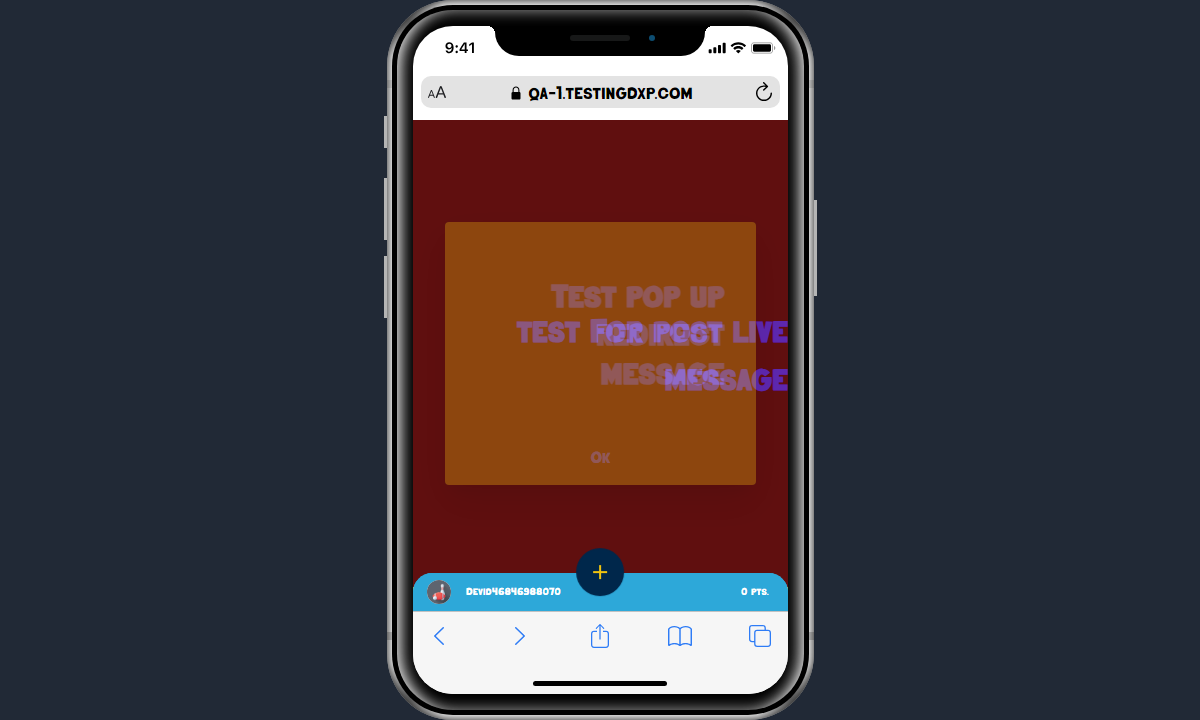 9:41
AA
QA-1.TESTINGDXP.COM
TEST POP UP
TEST FOR POST LIVE
MESSAGE
MESSAGE
OK
DEVID46846988070
0 PTS.